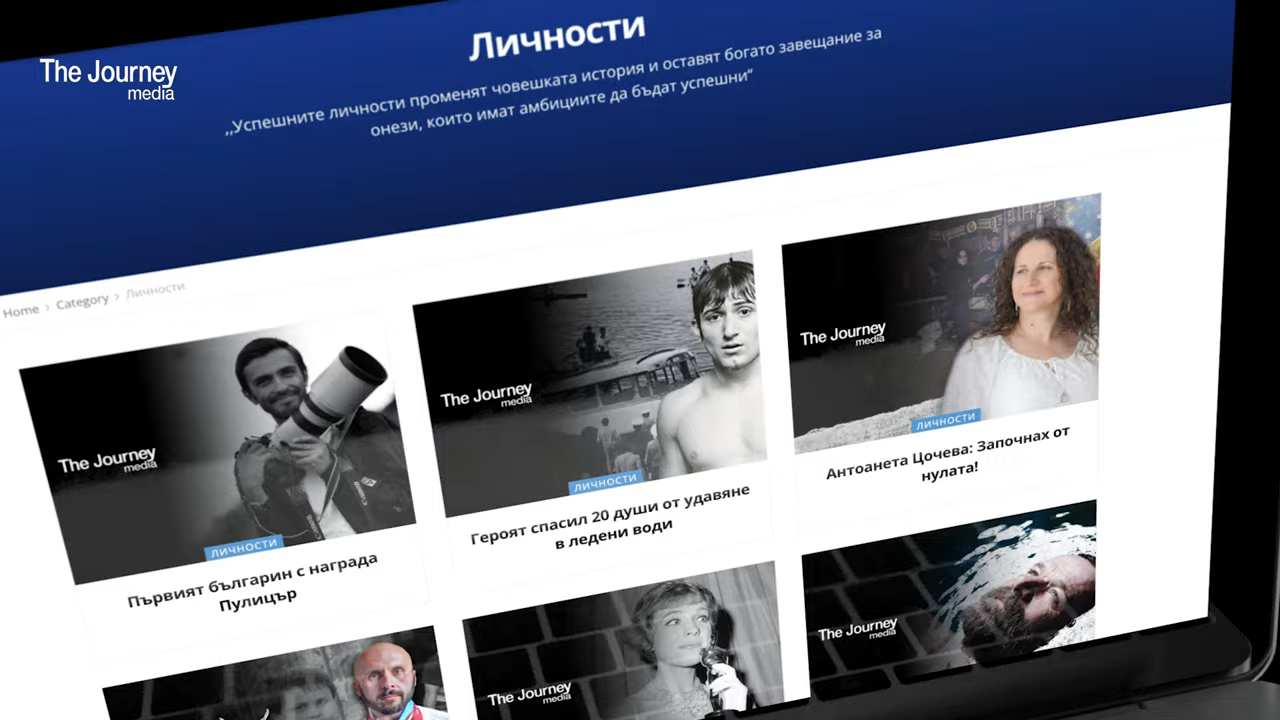 The Journey
media
Личности
„Успешните личности променят човешката история и оставят богато завещание за
онези, които имат амбициите да бъдат успешни“
Home > Category > Личности
The Journey
media
ЛИЧНОСТИ
Първият българин с награда
Пулицър
The Journey
media
ЛИЧНОСТИ
Героят спасил 20 души от удавяне
в ледени води
The Journey
media
ЛИЧНОСТИ
Антоанета Цочева: Започнах от
нулата!
The Journey
media
The Journey
media